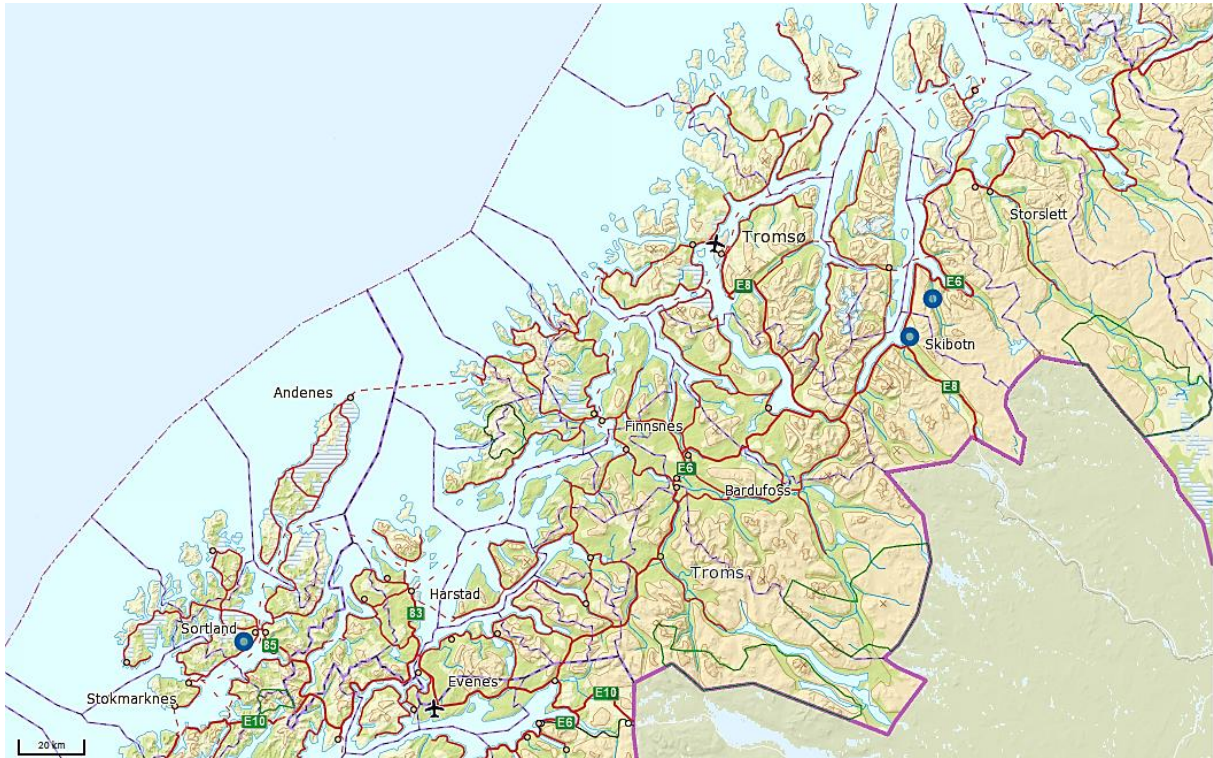 Tromsø
Storslett
E8
E6
Skibotn
E8
Andenes
Finnsnes
E6
Bardufoss
Troms
Harstad
83
Sortland
85
Evenes
Stokmarknes
E10
E10
E6
20 km